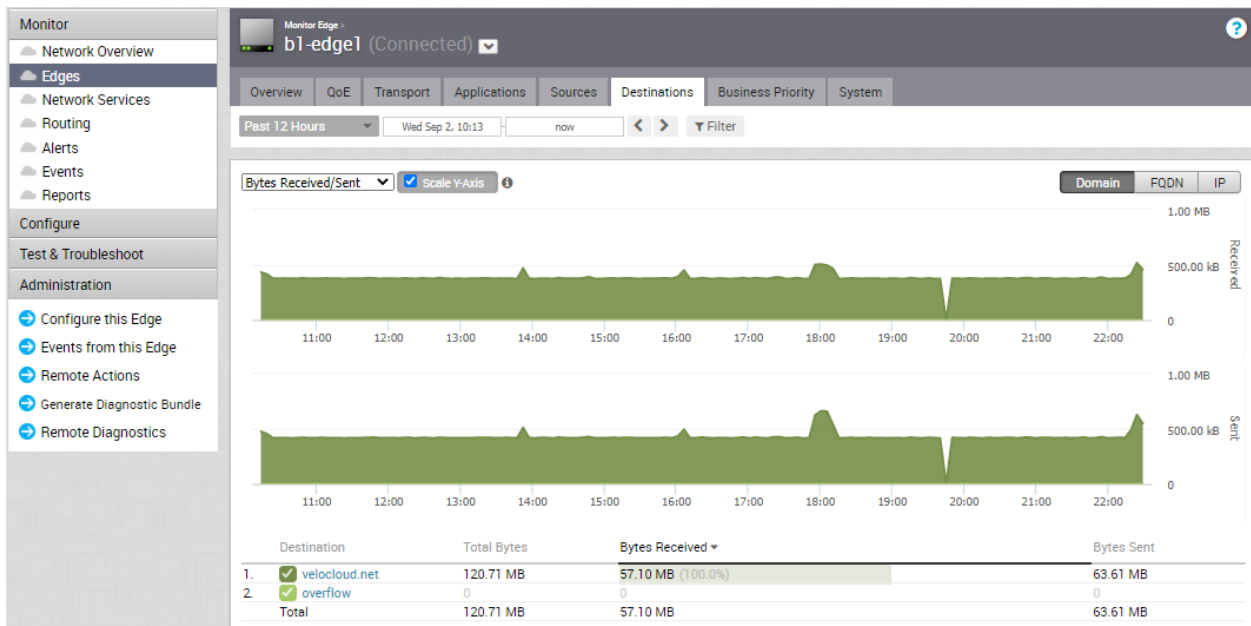 Monitor
Network Overview
Edges
Network Services
Routing
Alerts
Events
Reports
Configure
Test & Troubleshoot
Administration
Configure this Edge
Events from this Edge
Remote Actions
Generate Diagnostic Bundle
Remote Diagnostics
Monitor Edge >
b1-edge1 (Connected)
?
Overview QoE Transport Applications Sources Destinations Business Priority System
Past 12 Hours Wed Sep 2, 10:13 - now < > Filter
Bytes Received/Sent Scale Y-Axis Domain FQDN IP
1.00 MB
500.00 kB
0
Received
11:00 12:00 13:00 14:00 15:00 16:00 17:00 18:00 19:00 20:00 21:00 22:00
1.00 MB
500.00 kB
0
Sent
11:00 12:00 13:00 14:00 15:00 16:00 17:00 18:00 19:00 20:00 21:00 22:00
Destination Total Bytes Bytes Received Bytes Sent
1. velocloud.net 120.71 MB 57.10 MB (100.0%) 63.61 MB
2. overflow 0 0 0
Total 120.71 MB 57.10 MB 63.61 MB